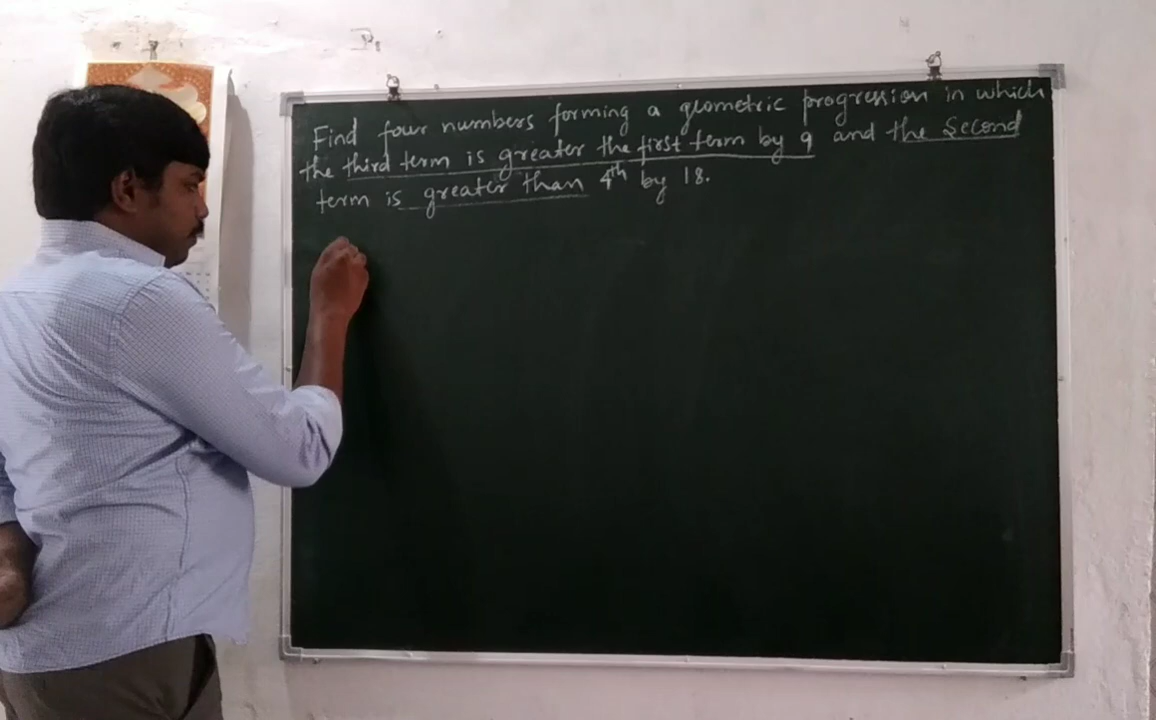 Find four numbers forming a geometric progression in which
the third term is greater the first term by 9 and the Second
term is greater than 4th by 18.